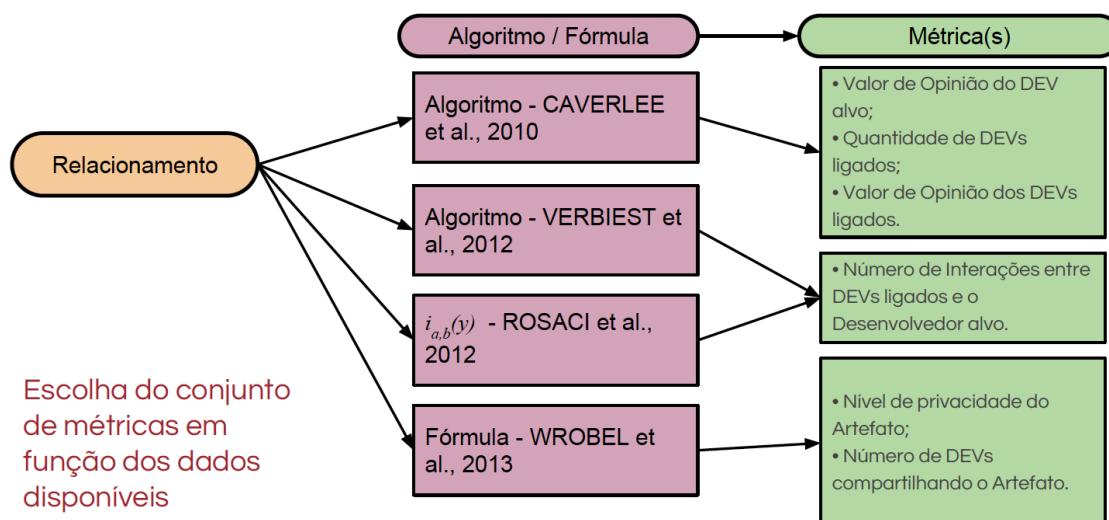 Algoritmo / Fórmula
Métrica(s)
Relacionamento
Algoritmo - CAVERLEE
et al., 2010
• Valor de Opinião do DEV
alvo;
• Quantidade de DEVs
ligados;
• Valor de Opinião dos DEVs
ligados.
Algoritmo - VERBIEST et
al., 2012
• Número de Interações entre
DEVs ligados e o
Desenvolvedor alvo.
i_{a,b}(y) - ROSACI et al.,
2012
Fórmula - WROBEL et
al., 2013
• Nível de privacidade do
Artefato;
• Número de DEVs
compartilhando o Artefato.
Escolha do conjunto
de métricas em
função dos dados
disponíveis